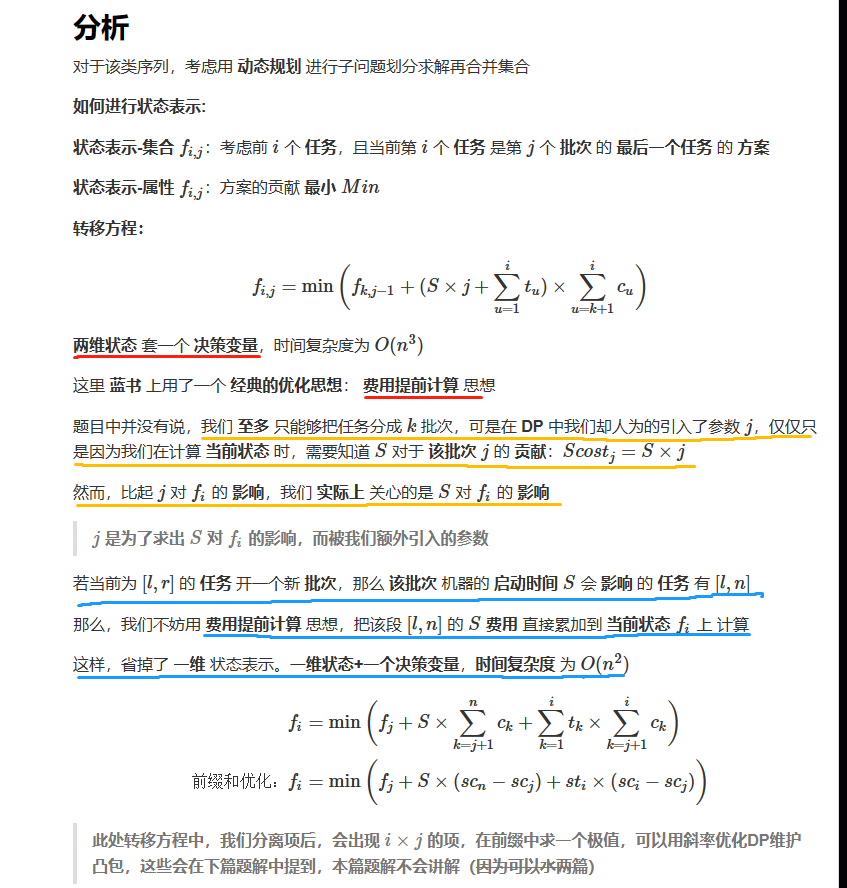 分析
对于该类序列，考虑用 动态规划 进行子问题划分求解再合并集合
如何进行状态表示:
状态表示-集合 $f_{i,j}$：考虑前 $i$ 个 任务，且当前第 $i$ 个 任务 是第 $j$ 个 批次 的 最后一个任务 的 方案
状态表示-属性 $f_{i,j}$：方案的贡献 最小 $Min$
转移方程：
$f_{i,j} = \min\left(f_{k,j-1} + (S \times j + \sum_{u=1}^{i} t_u) \times \sum_{u=k+1}^{i} c_u\right)$
两维状态 套一个 决策变量，时间复杂度为 $O(n^3)$
这里 蓝书 上用了一个 经典的优化思想： 费用提前计算 思想
题目中并没有说，我们 至多 只能够把任务分成 $k$ 批次，可是在 DP 中我们却人为的引入了参数 $j$，仅仅只
是因为我们在计算 当前状态 时，需要知道 $S$ 对于 该批次 $j$ 的 贡献：$Scost_j = S \times j$
然而，比起 $j$ 对 $f_i$ 的 影响，我们 实际上 关心的是 $S$ 对 $f_i$ 的 影响
$j$ 是为了求出 $S$ 对 $f_i$ 的影响，而被我们额外引入的参数
若当前为 $[l, r]$ 的 任务 开一个新 批次，那么 该批次 机器的 启动时间 $S$ 会 影响 的 任务 有 $[l, n]$
那么，我们不妨用 费用提前计算 思想，把该段 $[l, n]$ 的 $S$ 费用 直接累加到 当前状态 $f_i$ 上 计算
这样，省掉了 一维 状态表示。一维状态+一个决策变量，时间复杂度 为 $O(n^2)$
$f_i = \min\left(f_j + S \times \sum_{k=j+1}^{n} c_k + \sum_{k=1}^{i} t_k \times \sum_{k=j+1}^{i} c_k\right)$
前缀和优化：$f_i = \min\left(f_j + S \times (sc_n - sc_j) + st_i \times (sc_i - sc_j)\right)$
此处转移方程中，我们分离项后，会出现 $i \times j$ 的项，在前缀中求一个极值，可以用斜率优化DP维护
凸包，这些会在下篇题解中提到，本篇题解不会讲解（因为可以水两篇）